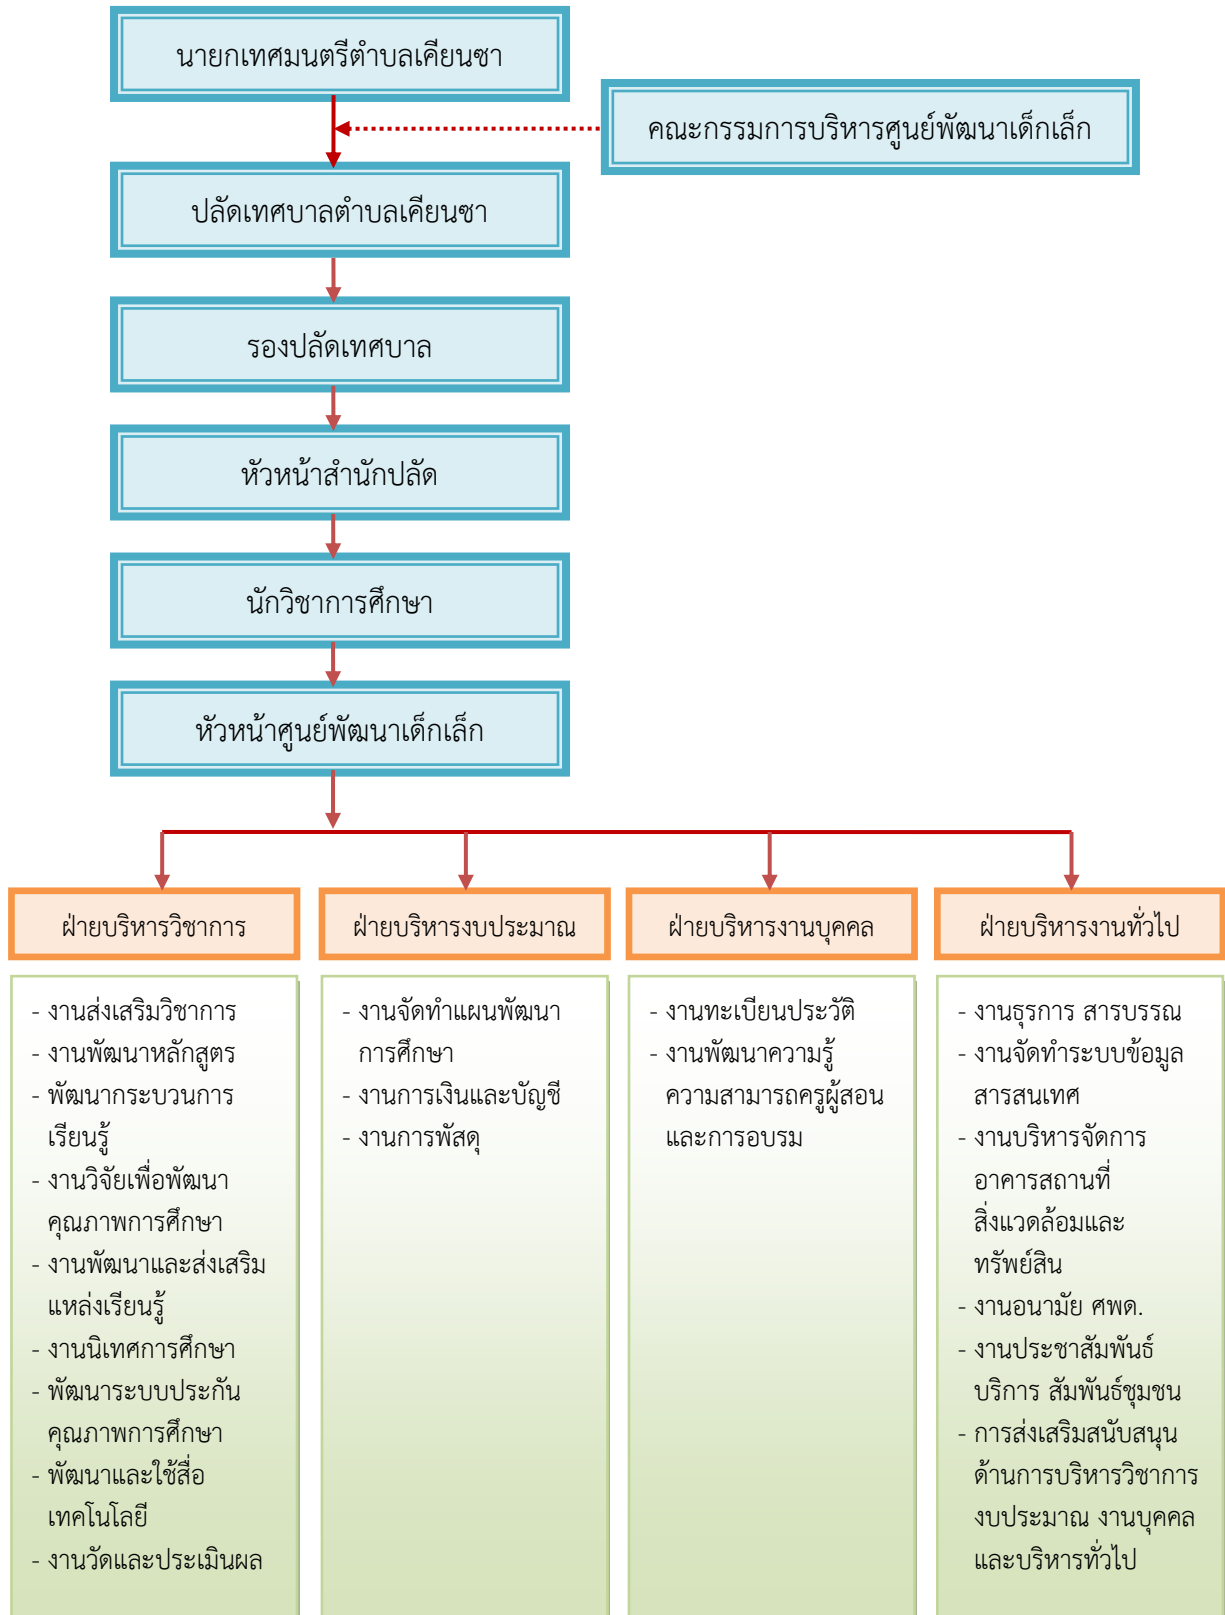 นายกเทศมนตรีตำบลเคียนซา
คณะกรรมการบริหารศูนย์พัฒนาเด็กเล็ก
ปลัดเทศบาลตำบลเคียนซา
รองปลัดเทศบาล
หัวหน้าสำนักปลัด
นักวิชาการศึกษา
หัวหน้าศูนย์พัฒนาเด็กเล็ก
ฝ่ายบริหารวิชาการ
- งานส่งเสริมวิชาการ
- งานพัฒนาหลักสูตร
- พัฒนากระบวนการ
เรียนรู้
- งานวิจัยเพื่อพัฒนา
คุณภาพการศึกษา
- งานพัฒนาและส่งเสริม
แหล่งเรียนรู้
- งานนิเทศการศึกษา
- พัฒนาระบบประกัน
คุณภาพการศึกษา
- พัฒนาและใช้สื่อ
เทคโนโลยี
- งานวัดและประเมินผล
ฝ่ายบริหารงบประมาณ
- งานจัดทำแผนพัฒนา
การศึกษา
- งานการเงินและบัญชี
- งานการพัสดุ
ฝ่ายบริหารงานบุคคล
- งานทะเบียนประวัติ
- งานพัฒนาความรู้
ความสามารถครูผู้สอน
และการอบรม
ฝ่ายบริหารงานทั่วไป
- งานธุรการ สารบรรณ
- งานจัดทำระบบข้อมูล
สารสนเทศ
- งานบริหารจัดการ
อาคารสถานที่
สิ่งแวดล้อมและ
ทรัพย์สิน
- งานอนามัย ศพด.
- งานประชาสัมพันธ์
บริการ สัมพันธ์ชุมชน
- การส่งเสริมสนับสนุน
ด้านการบริหารวิชาการ
งบประมาณ งานบุคคล
และบริหารทั่วไป